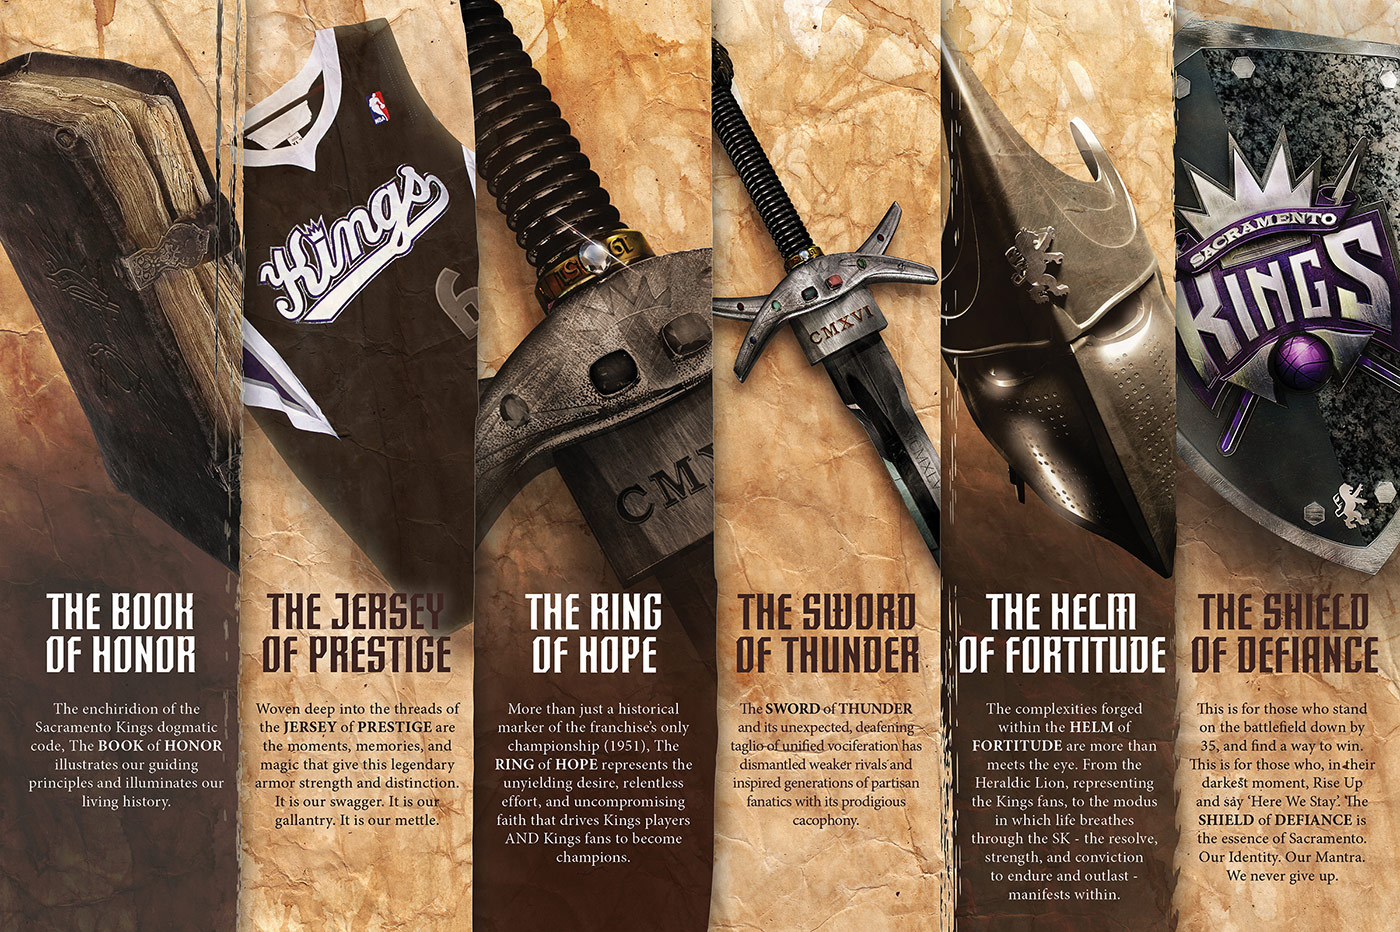 Kings
NBA
6
CMX
19
51
CMXVI
CMXL
SACRAMENTO
KINGS
THE BOOK
OF HONOR
The enchiridion of the
Sacramento Kings dogmatic
code, The BOOK of HONOR
illustrates our guiding
principles and illuminates our
living history.
THE JERSEY
OF PRESTIGE
Woven deep into the threads of
the JERSEY of PRESTIGE are
the moments, memories, and
magic that give this legendary
armor strength and distinction.
It is our swagger. It is our
gallantry. It is our mettle.
THE RING
OF HOPE
More than just a historical
marker of the franchise's only
championship (1951), The
RING of HOPE represents the
unyielding desire, relentless
effort, and uncompromising
faith that drives Kings players
AND Kings fans to become
champions.
THE SWORD
OF THUNDER
The SWORD of THUNDER
and its unexpected, deafening
taglio of unified vociferation has
dismantled weaker rivals and
inspired generations of partisan
fanatics with its prodigious
cacophony.
THE HELM
OF FORTITUDE
The complexities forged
within the HELM of
FORTITUDE are more than
meets the eye. From the
Heraldic Lion, representing
the Kings fans, to the modus
in which life breathes
through the SK - the resolve,
strength, and conviction
to endure and outlast -
manifests within.
THE SHIELD
OF DEFIANCE
This is for those who stand
on the battlefield down by
35, and find a way to win.
This is for those who, in their
darkest moment, Rise Up
and say ‘Here We Stay’. The
SHIELD of DEFIANCE is
the essence of Sacramento.
Our Identity. Our Mantra.
We never give up.